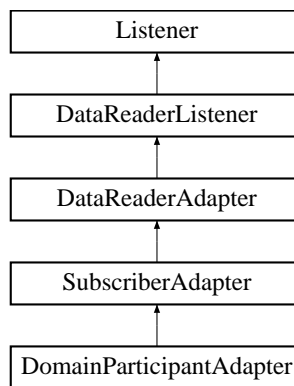 Listener
DataReaderListener
DataReaderAdapter
SubscriberAdapter
DomainParticipantAdapter